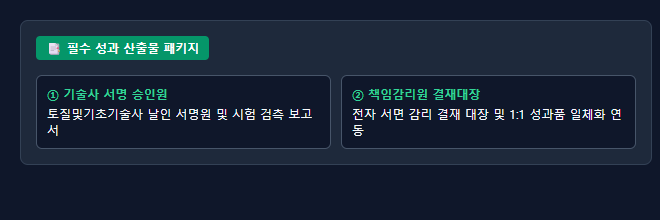 필수 성과 산출물 패키지
① 기술사 서명 승인원
토질및기초기술사 날인 서명원 및 시험 검측 보고
서
② 책임감리원 결재대장
전자 서면 감리 결재 대장 및 1:1 성과품 일체화 연
동